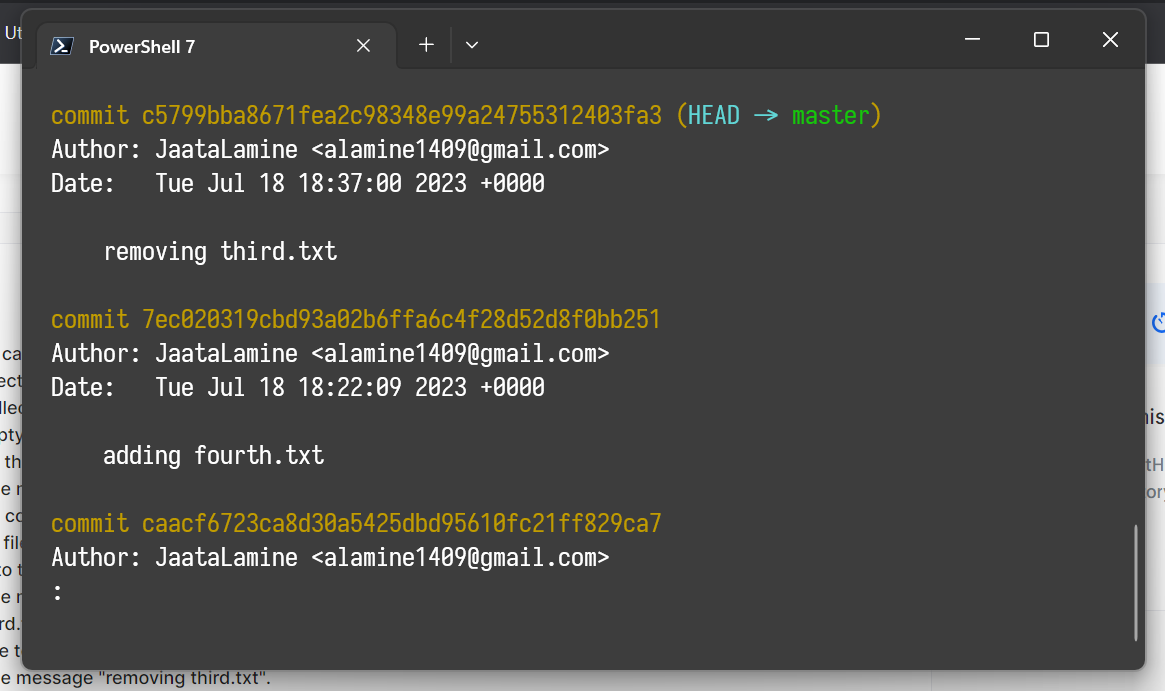 Ut
PowerShell 7
commit c5799bba8671fea2c98348e99a24755312403fa3 (HEAD -> master)
Author: JaataLamine <alamine1409@gmail.com>
Date:   Tue Jul 18 18:37:00 2023 +0000
removing third.txt
commit 7ec020319cbd93a02b6ffa6c4f28d52d8f0bb251
Author: JaataLamine <alamine1409@gmail.com>
Date:   Tue Jul 18 18:22:09 2023 +0000
adding fourth.txt
commit caacf6723ca8d30a5425dbd95610fc21ff829ca7
Author: JaataLamine <alamine1409@gmail.com>
:
e message "removing third.txt".